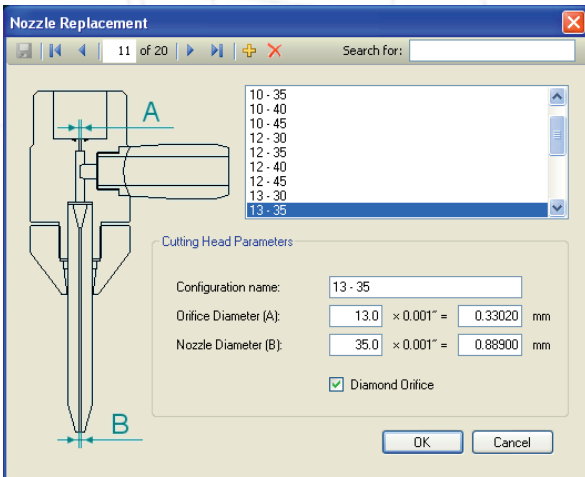 Nozzle Replacement
11 of 20 Search for:
10 - 35
10 - 40
10 - 45
12 - 30
12 - 35
12 - 40
12 - 45
13 - 30
13 - 35
A
Cutting Head Parameters
Configuration name: 13 - 35
Orifice Diameter (A): 13.0 × 0.001″ = 0.33020 mm
Nozzle Diameter (B): 35.0 × 0.001″ = 0.88900 mm
Diamond Orifice
B
OK Cancel